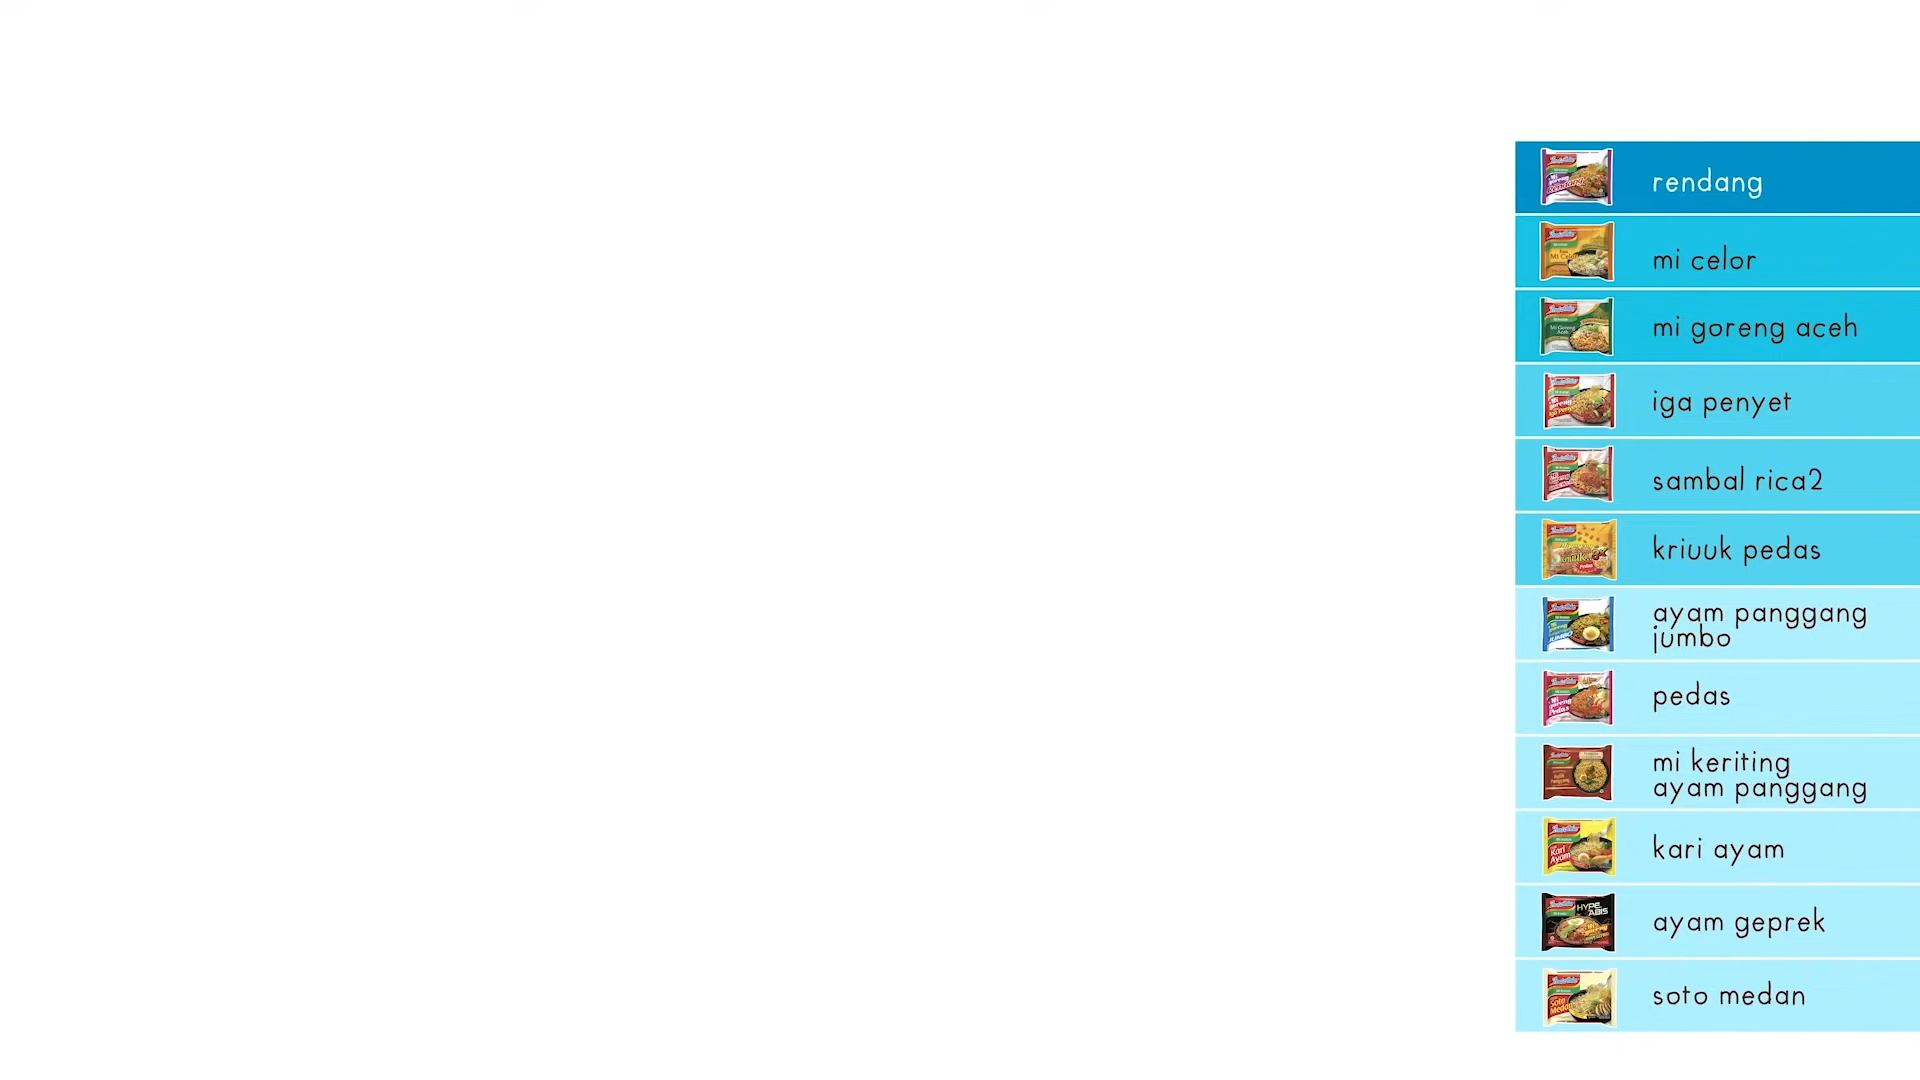 rendang
mi celor
mi goreng aceh
iga penyet
sambal rica2
kriuuk pedas
ayam panggang
jumbo
pedas
mi keriting
ayam panggang
kari ayam
ayam geprek
soto medan